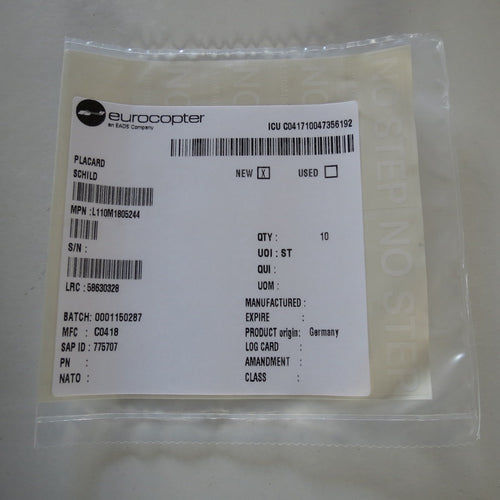 eurocopter
an EADS Company
ICU C041710047356192
PLACARD
SCHILD
NEW X USED
MPN : L110M1805244
S/N :
QTY : 10
UOI : ST
QUI :
LRC : 58630328
UOM :
MANUFACTURED :
BATCH: 0001150287
EXPIRE :
MFC : C0418
PRODUCT origin: Germany
SAP ID : 775707
LOG CARD :
PN :
AMANDMENT :
NATO :
CLASS :
NO STEP NO STEP